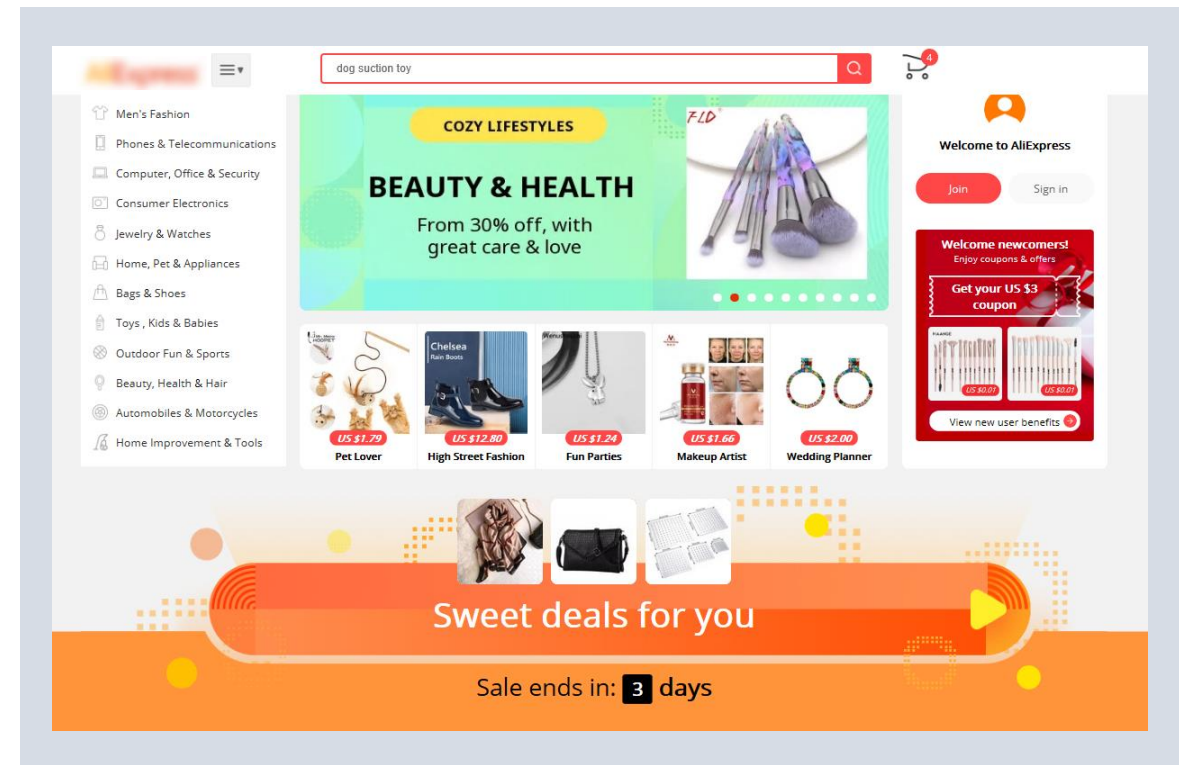 dog suction toy
4
Men's Fashion
Phones & Telecommunications
Computer, Office & Security
Consumer Electronics
Jewelry & Watches
Home, Pet & Appliances
Bags & Shoes
Toys , Kids & Babies
Outdoor Fun & Sports
Beauty, Health & Hair
Automobiles & Motorcycles
Home Improvement & Tools
COZY LIFESTYLES
BEAUTY & HEALTH
From 30% off, with
great care & love
FLD
Welcome to AliExpress
Join
Sign in
Welcome newcomers!
Enjoy coupons & offers
Get your US $3
coupon
US $0.01
US $0.01
View new user benefits
Chelsea
Rain Boots
US $1.79
US $12.80
US $1.24
US $1.66
US $2.00
Pet Lover
High Street Fashion
Fun Parties
Makeup Artist
Wedding Planner
Sweet deals for you
Sale ends in: 3 days